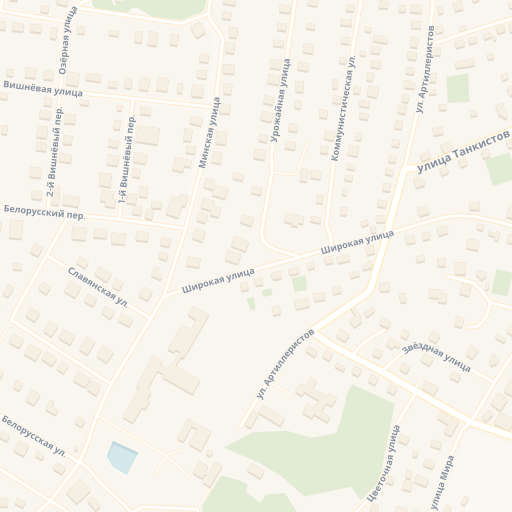 Озёрная улица
ул. Артиллеристов
Вишнёвая улица
Урожайная улица
Коммунистическая ул.
2-й Вишнёвый пер.
1-й Вишнёвый пер.
Минская улица
улица Танкистов
Белорусский пер.
Широкая улица
Славянская ул.
Широкая улица
Звёздная улица
ул. Артиллеристов
Белорусская ул.
Цветочная улица
улица Мира